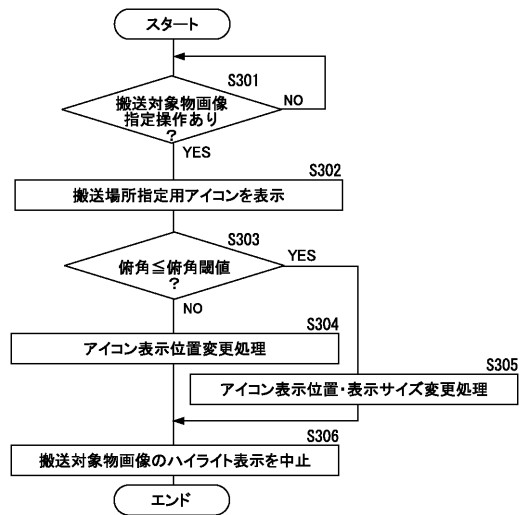 スタート
S301
搬送対象物画像
指定操作あり
?
NO
YES
S302
搬送場所指定用アイコンを表示
S303
俯角≦俯角閾値
?
YES
NO
S304
アイコン表示位置変更処理
S305
アイコン表示位置・表示サイズ変更処理
S306
搬送対象物画像のハイライト表示を中止
エンド